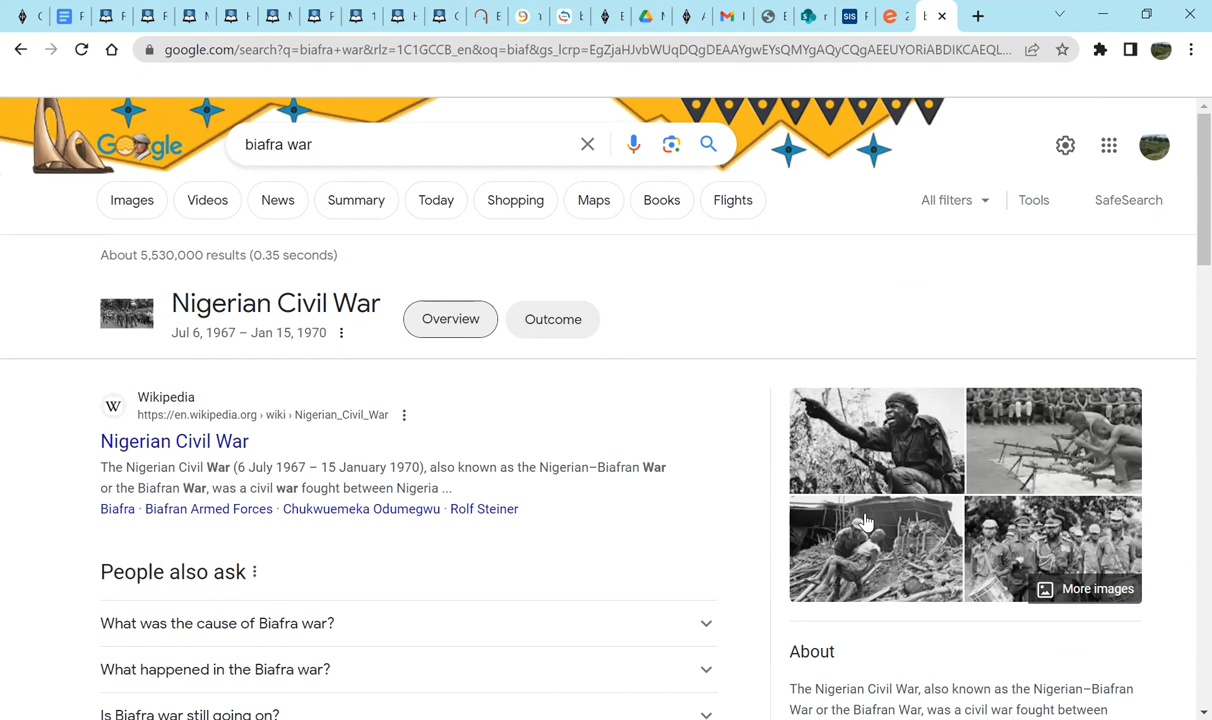 google.com/search?q=biafra+war&rlz=1C1GCCB_en&oq=biaf&gs_lcrp=EgZjaHJvbWUqDQgDEAAYgwEYsQMYgAQyCQgAEEUYORiABDIKCAEQL...
Google
biafra war
Images
Videos
News
Summary
Today
Shopping
Maps
Books
Flights
All filters
Tools
SafeSearch
About 5,530,000 results (0.35 seconds)
Nigerian Civil War
Jul 6, 1967 – Jan 15, 1970
Overview
Outcome
W
Wikipedia
https://en.wikipedia.org › wiki › Nigerian_Civil_War
Nigerian Civil War
The Nigerian Civil War (6 July 1967 – 15 January 1970), also known as the Nigerian–Biafran War
or the Biafran War, was a civil war fought between Nigeria ...
Biafra · Biafran Armed Forces · Chukwuemeka Odumegwu · Rolf Steiner
People also ask
What was the cause of Biafra war?
What happened in the Biafra war?
Is Biafra war still going on?
More images
About
The Nigerian Civil War, also known as the Nigerian–Biafran
War or the Biafran War, was a civil war fought between